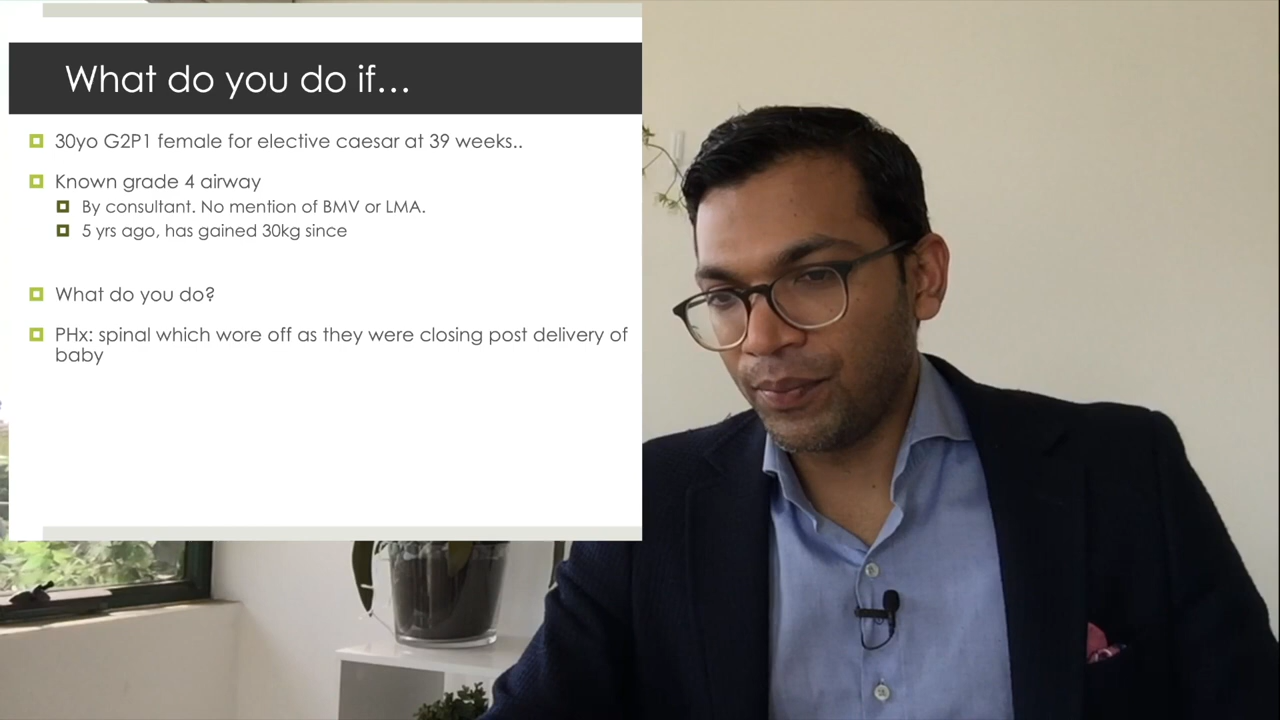 What do you do if...
30yo G2P1 female for elective caesar at 39 weeks..
Known grade 4 airway
By consultant. No mention of BMV or LMA.
5 yrs ago, has gained 30kg since
What do you do?
PHx: spinal which wore off as they were closing post delivery of
baby